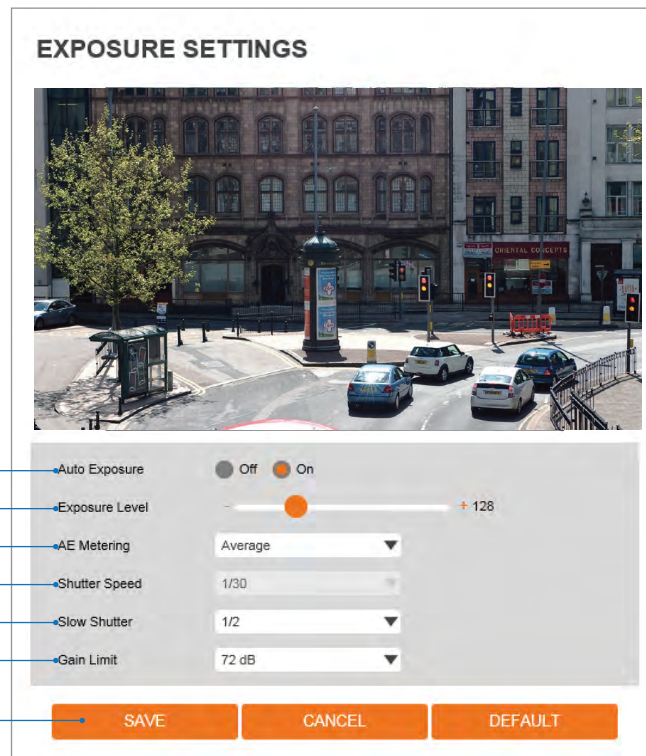 EXPOSURE SETTINGS
ORIENTAL CONCEPTS
Auto Exposure Off On
Exposure Level - + 128
AE Metering Average
Shutter Speed 1/30
Slow Shutter 1/2
Gain Limit 72 dB
SAVE CANCEL DEFAULT